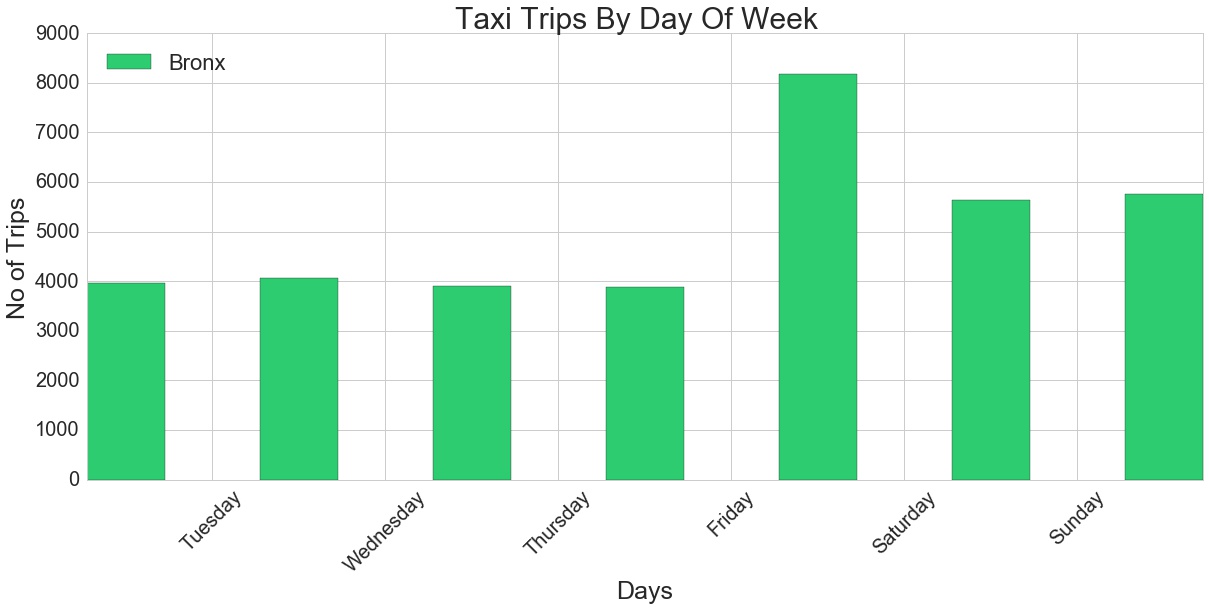 Taxi Trips By Day Of Week
Bronx
No of Trips
9000
8000
7000
6000
5000
4000
3000
2000
1000
0
Tuesday
Wednesday
Thursday
Friday
Saturday
Sunday
Days